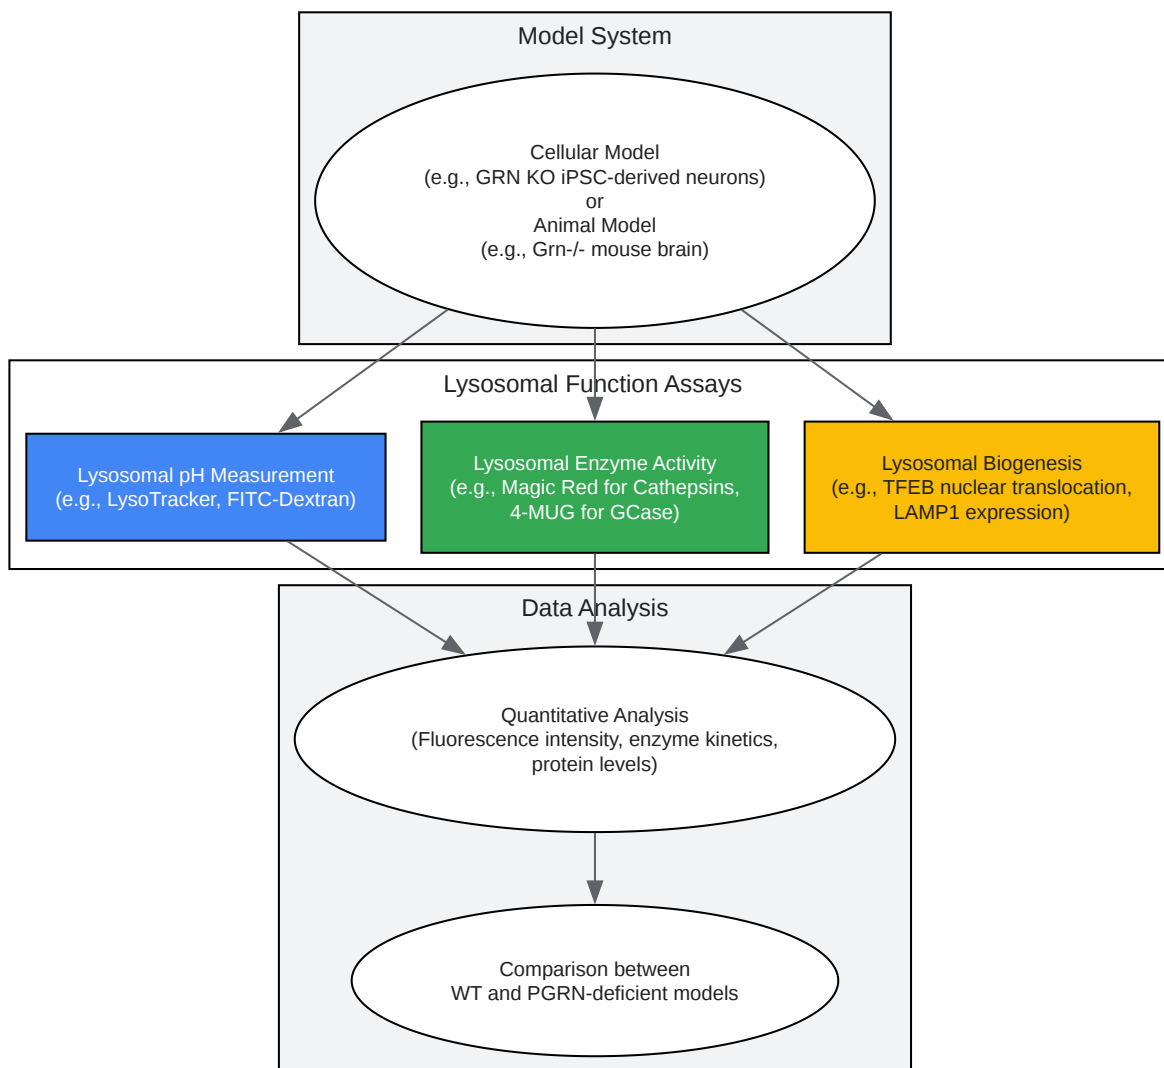 Model System
Cellular Model
(e.g., GRN KO iPSC-derived neurons)
or
Animal Model
(e.g., Grn-/- mouse brain)
Lysosomal Function Assays
Lysosomal pH Measurement
(e.g., LysoTracker, FITC-Dextran)
Lysosomal Enzyme Activity
(e.g., Magic Red for Cathepsins,
4-MUG for GCase)
Lysosomal Biogenesis
(e.g., TFEB nuclear translocation,
LAMP1 expression)
Data Analysis
Quantitative Analysis
(Fluorescence intensity, enzyme kinetics,
protein levels)
Comparison between
WT and PGRN-deficient models